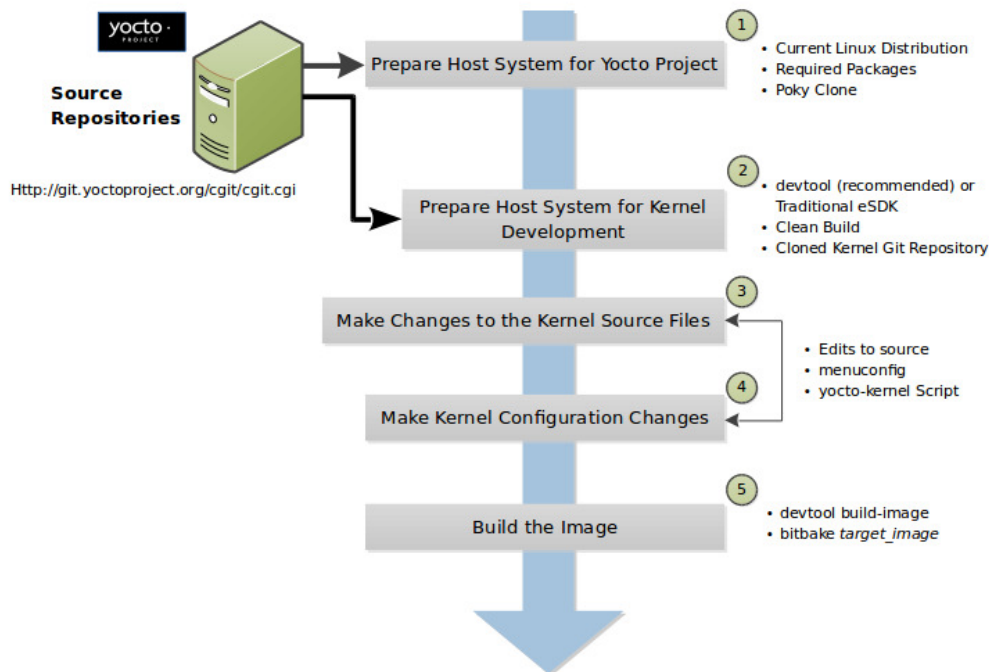 yocto ·
PROJECT
Source
Repositories
Http://git.yoctoproject.org/cgit/cgit.cgi
Prepare Host System for Yocto Project
1
• Current Linux Distribution
• Required Packages
• Poky Clone
Prepare Host System for Kernel
Development
2
• devtool (recommended) or
Traditional eSDK
• Clean Build
• Cloned Kernel Git Repository
Make Changes to the Kernel Source Files
3
• Edits to source
• menuconfig
• yocto-kernel Script
4
Make Kernel Configuration Changes
Build the Image
5
• devtool build-image
• bitbake target_image